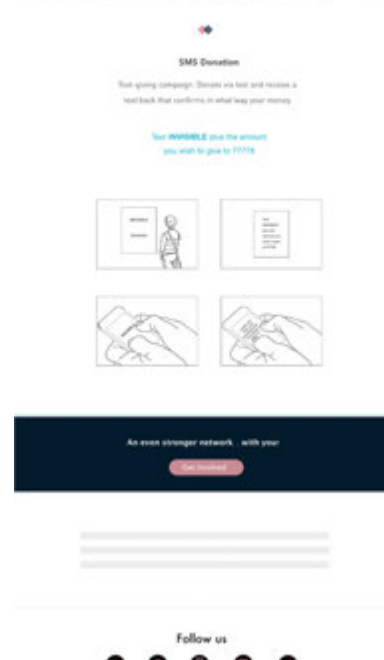 SMS Donation
Text-giving campaign. Donate via text and receive a
text back that confirms in what way your money
Text INVISIBLE plus the amount
you wish to give to 77778
INVISIBLE
An even stronger network with your
Get Involved
Follow us